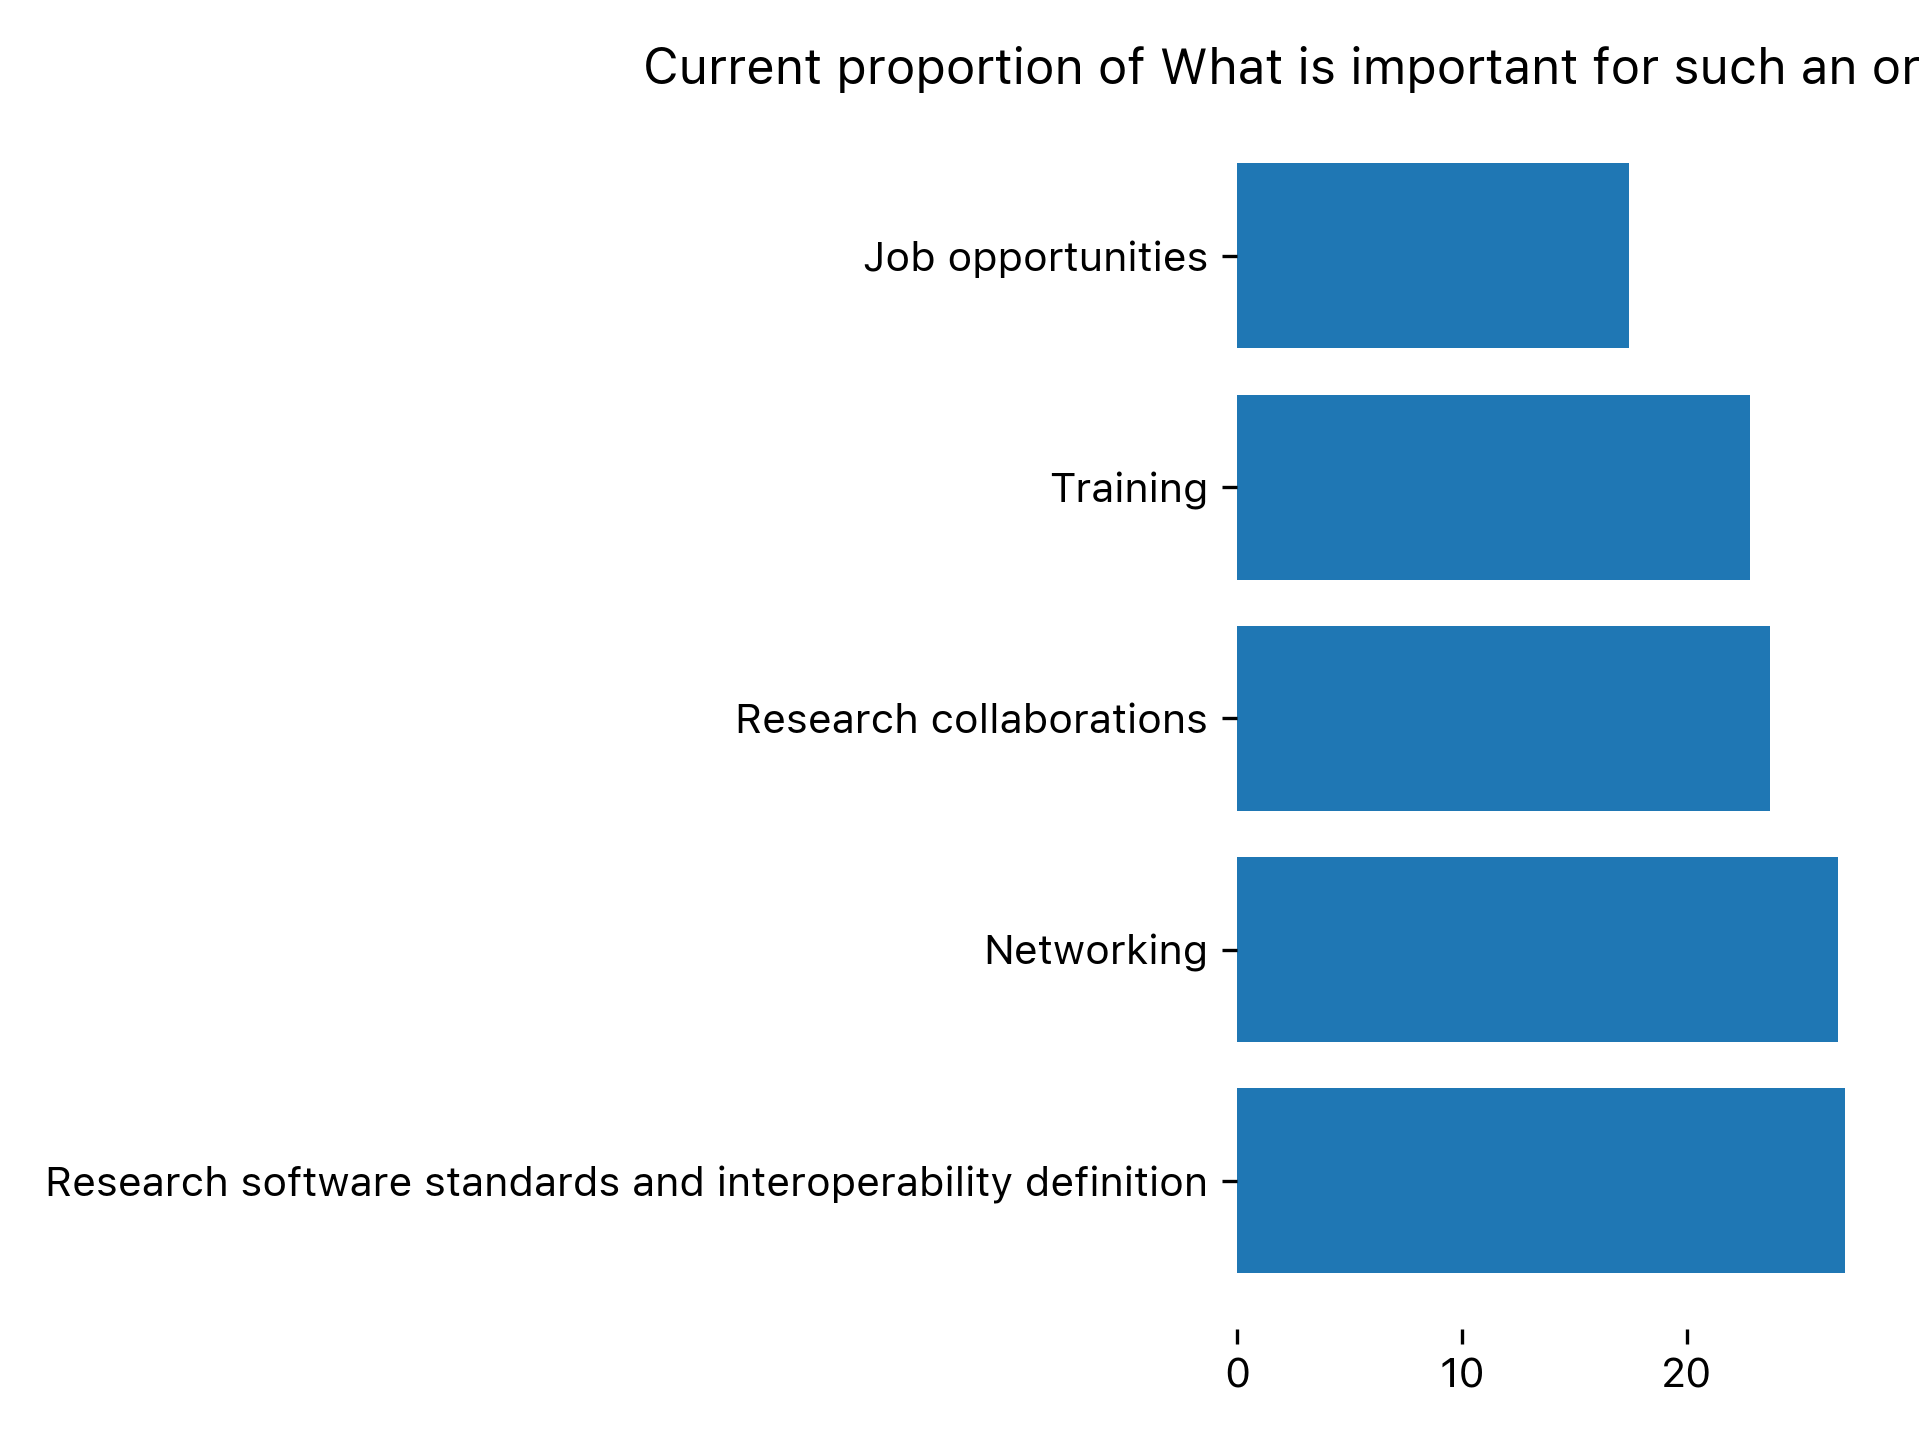 Current proportion of What is important for such an or
Job opportunities
Training
Research collaborations
Networking
Research software standards and interoperability definition
0 10 20